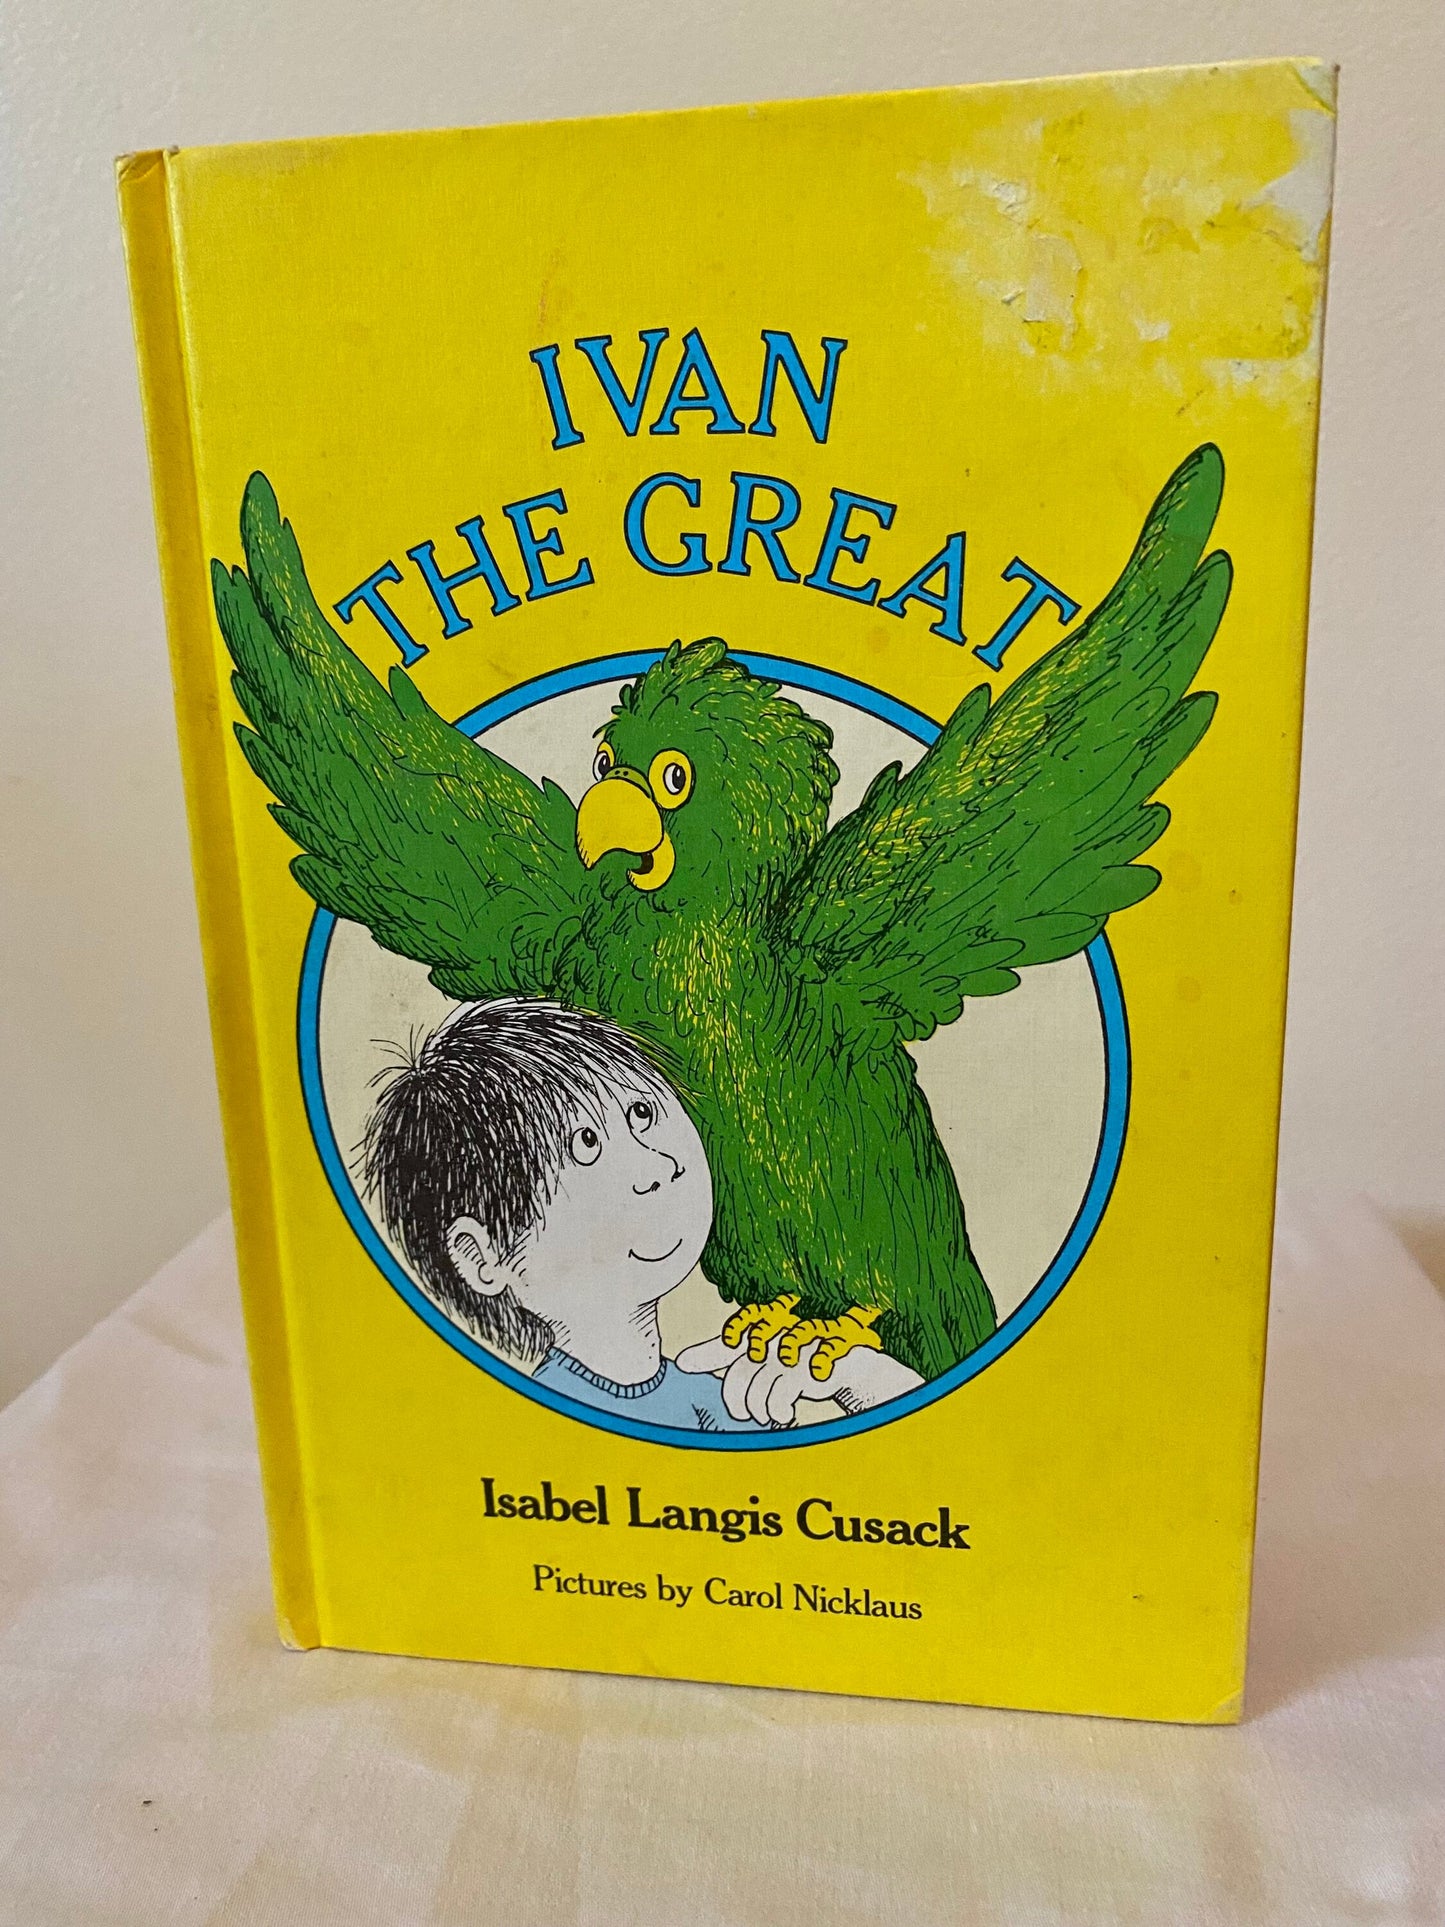 IVAN
THE GREAT
Isabel Langis Cusack
Pictures by Carol Nicklaus